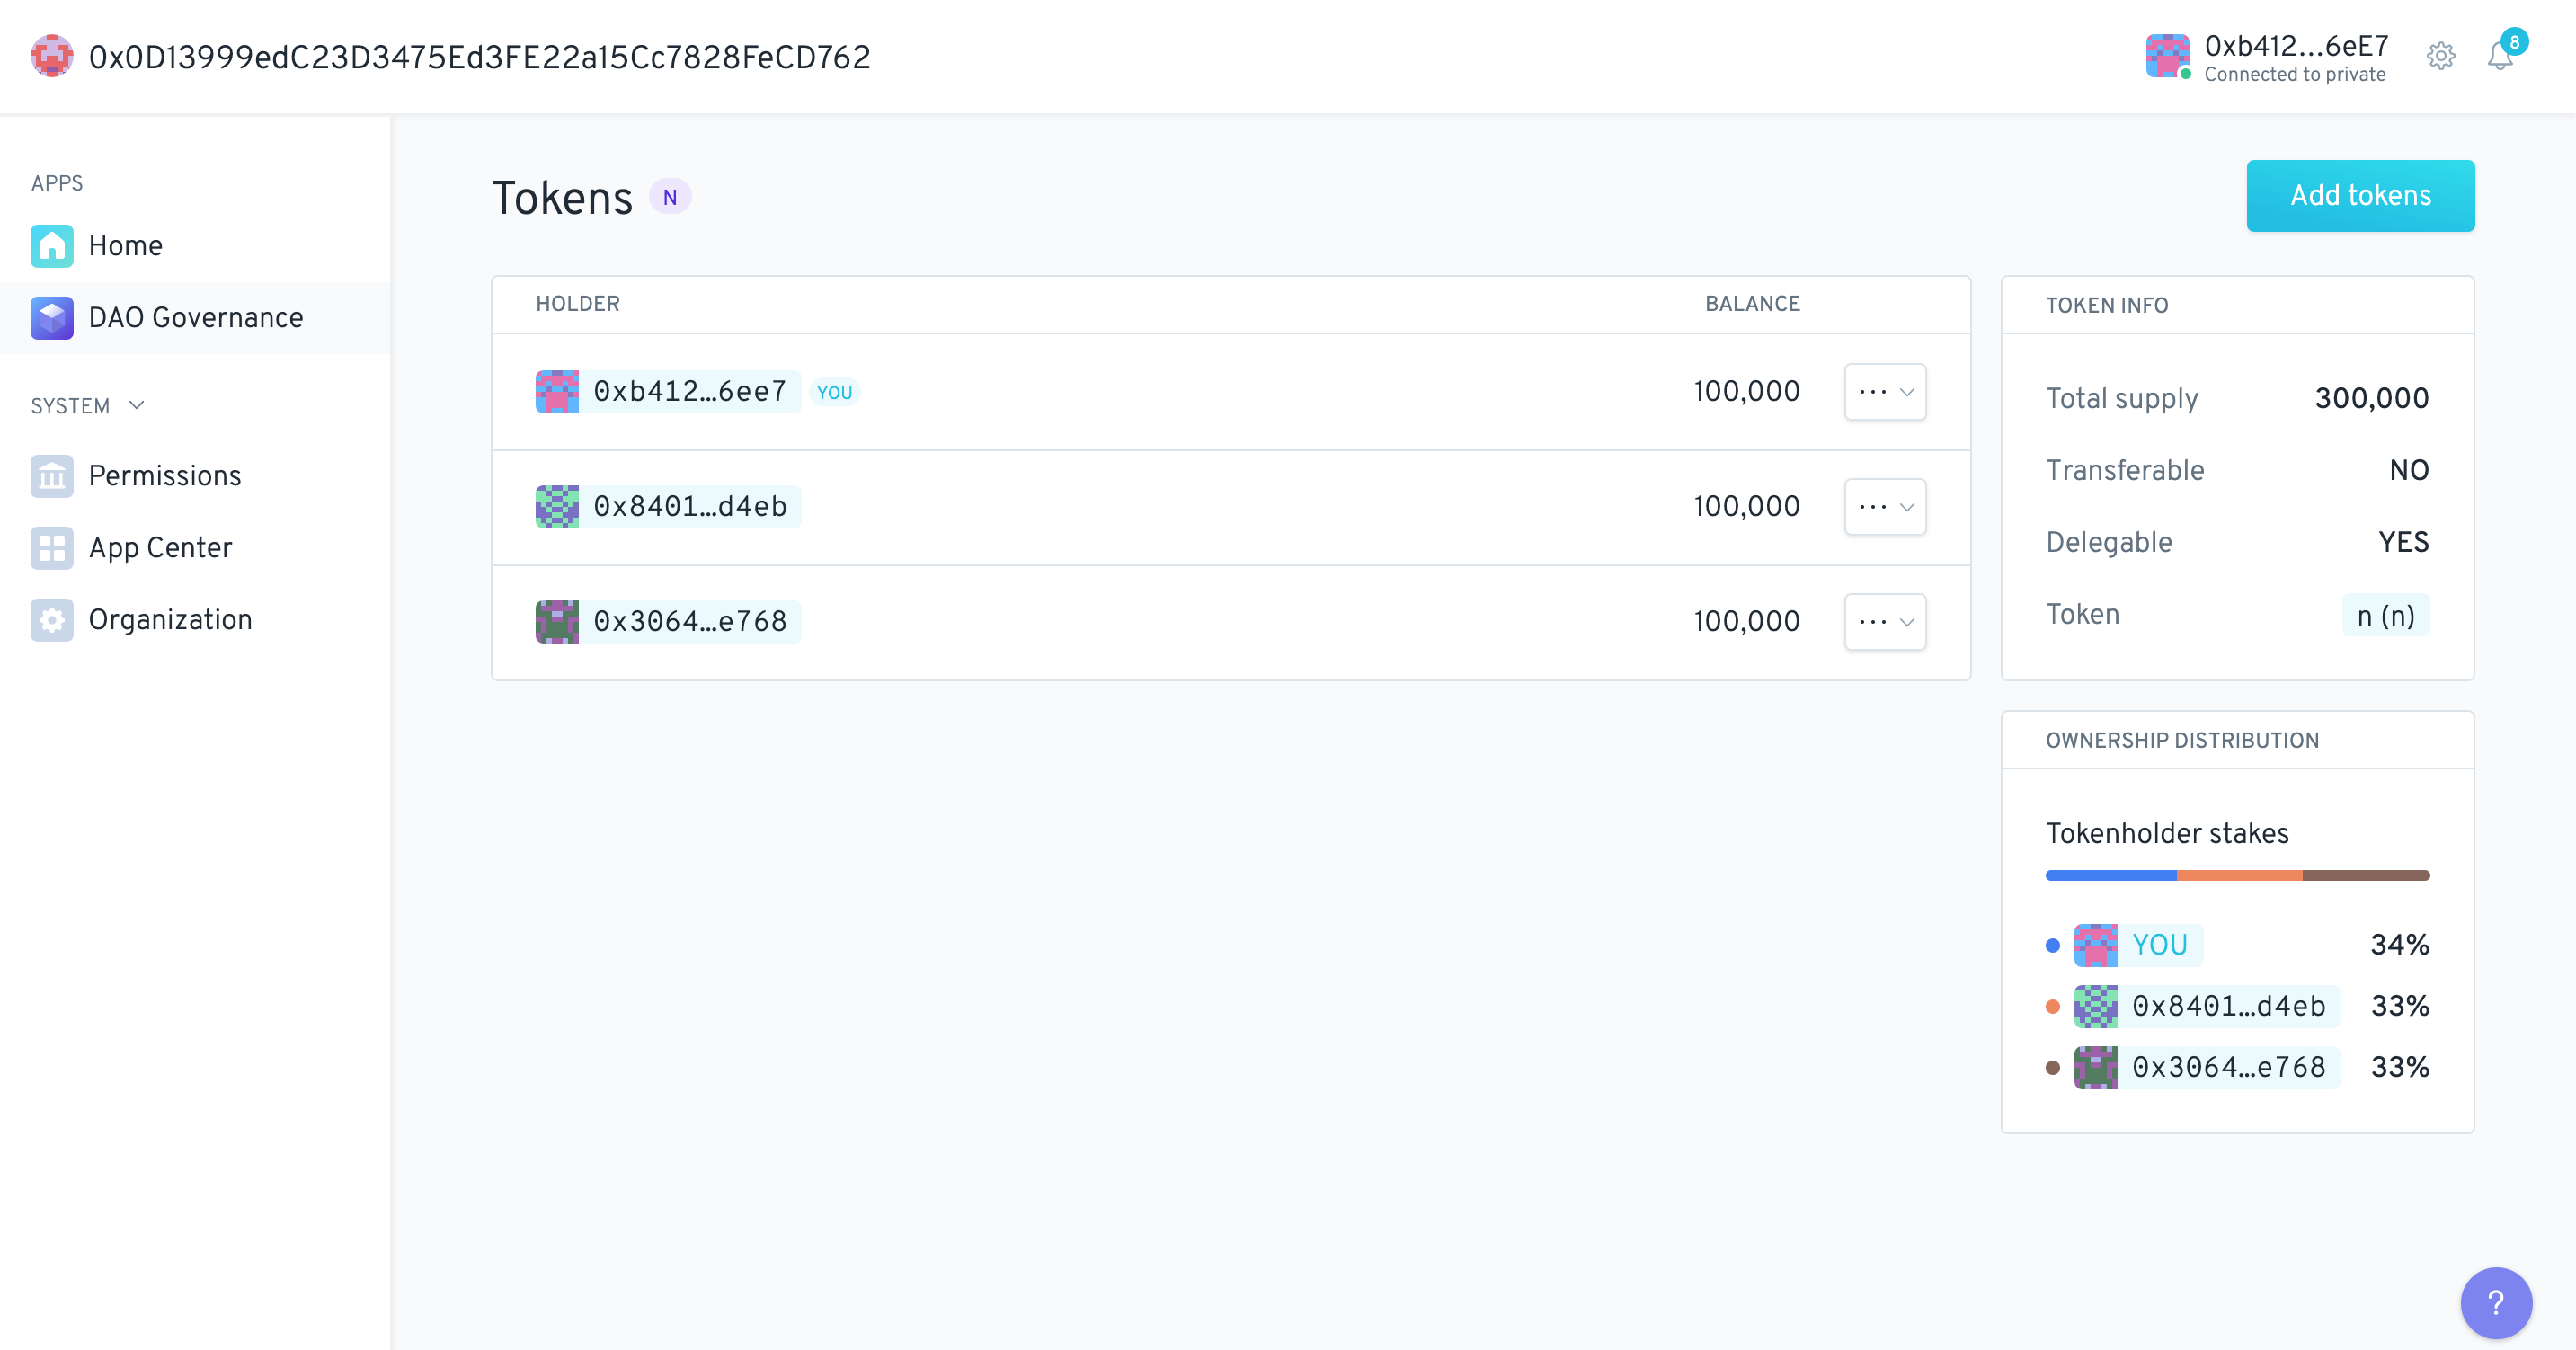 0x0D13999edC23D3475Ed3FE22a15Cc7828FeCD762
0xb412...6eE7
Connected to private
8
APPS
Home
DAO Governance
SYSTEM
Permissions
App Center
Organization
Tokens N
Add tokens
HOLDER BALANCE
0xb412…6ee7 YOU 100,000
0x8401…d4eb 100,000
0x3064…e768 100,000
TOKEN INFO
Total supply 300,000
Transferable NO
Delegable YES
Token n (n)
OWNERSHIP DISTRIBUTION
Tokenholder stakes
YOU 34%
0x8401…d4eb 33%
0x3064…e768 33%
?